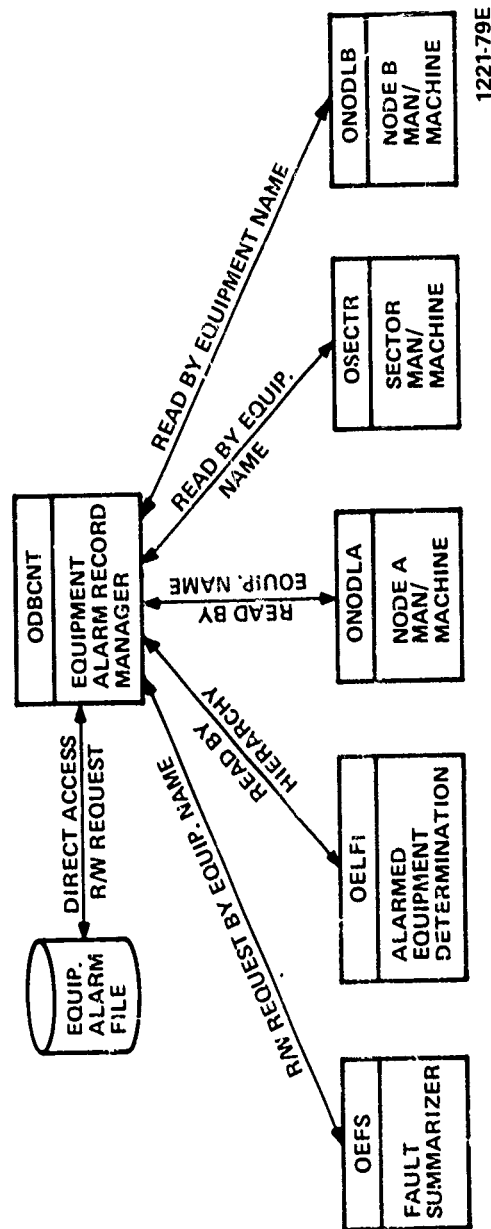 ODBCNT
EQUIPMENT
ALARM RECORD
MANAGER
EQUIP.
ALARM
FILE
DIRECT ACCESS
R/W REQUEST
R/W REQUEST BY EQUIP. NAME
READ BY
HIERARCHY
READ BY
EQUIP. NAME
READ BY EQUIP.
NAME
READ BY EQUIPMENT NAME
OEFS
FAULT
SUMMARIZER
OELFI
ALARMED
EQUIPMENT
DETERMINATION
ONODLA
NODE A
MAN/
MACHINE
OSECTR
SECTOR
MAN/
MACHINE
ONODLB
NODE B
MAN/
MACHINE
1221-79E